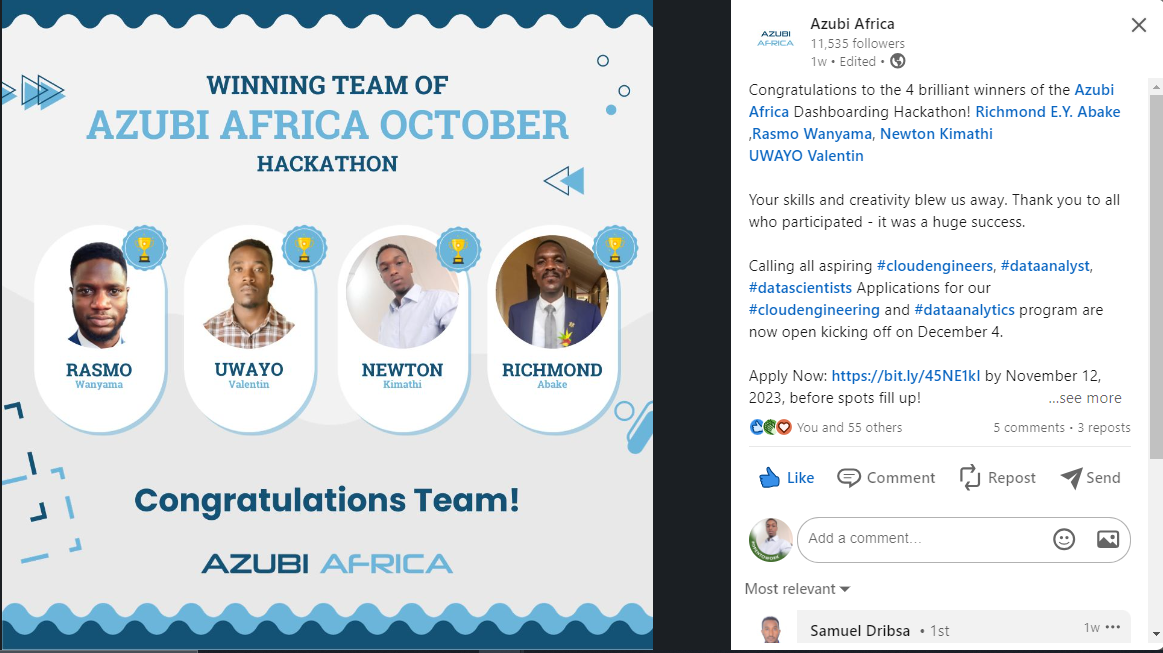 WINNING TEAM OF
AZUBI AFRICA OCTOBER
HACKATHON
RASMO
Wanyama
UWAYO
Valentin
NEWTON
Kimathi
RICHMOND
Abake
Congratulations Team!
AZUBI AFRICA
AZUBI
AFRICA
Azubi Africa
11,535 followers
1w • Edited •
Congratulations to the 4 brilliant winners of the Azubi
Africa Dashboarding Hackathon! Richmond E.Y. Abake
,Rasmo Wanyama, Newton Kimathi
UWAYO Valentin
Your skills and creativity blew us away. Thank you to all
who participated - it was a huge success.
Calling all aspiring #cloudengineers, #dataanalyst,
#datascientists Applications for our
#cloudengineering and #dataanalytics program are
now open kicking off on December 4.
Apply Now: https://bit.ly/45NE1kI by November 12,
2023, before spots fill up! ...see more
You and 55 others 5 comments • 3 reposts
Like Comment Repost Send
Add a comment...
Most relevant
Samuel Dribsa • 1st 1w •••